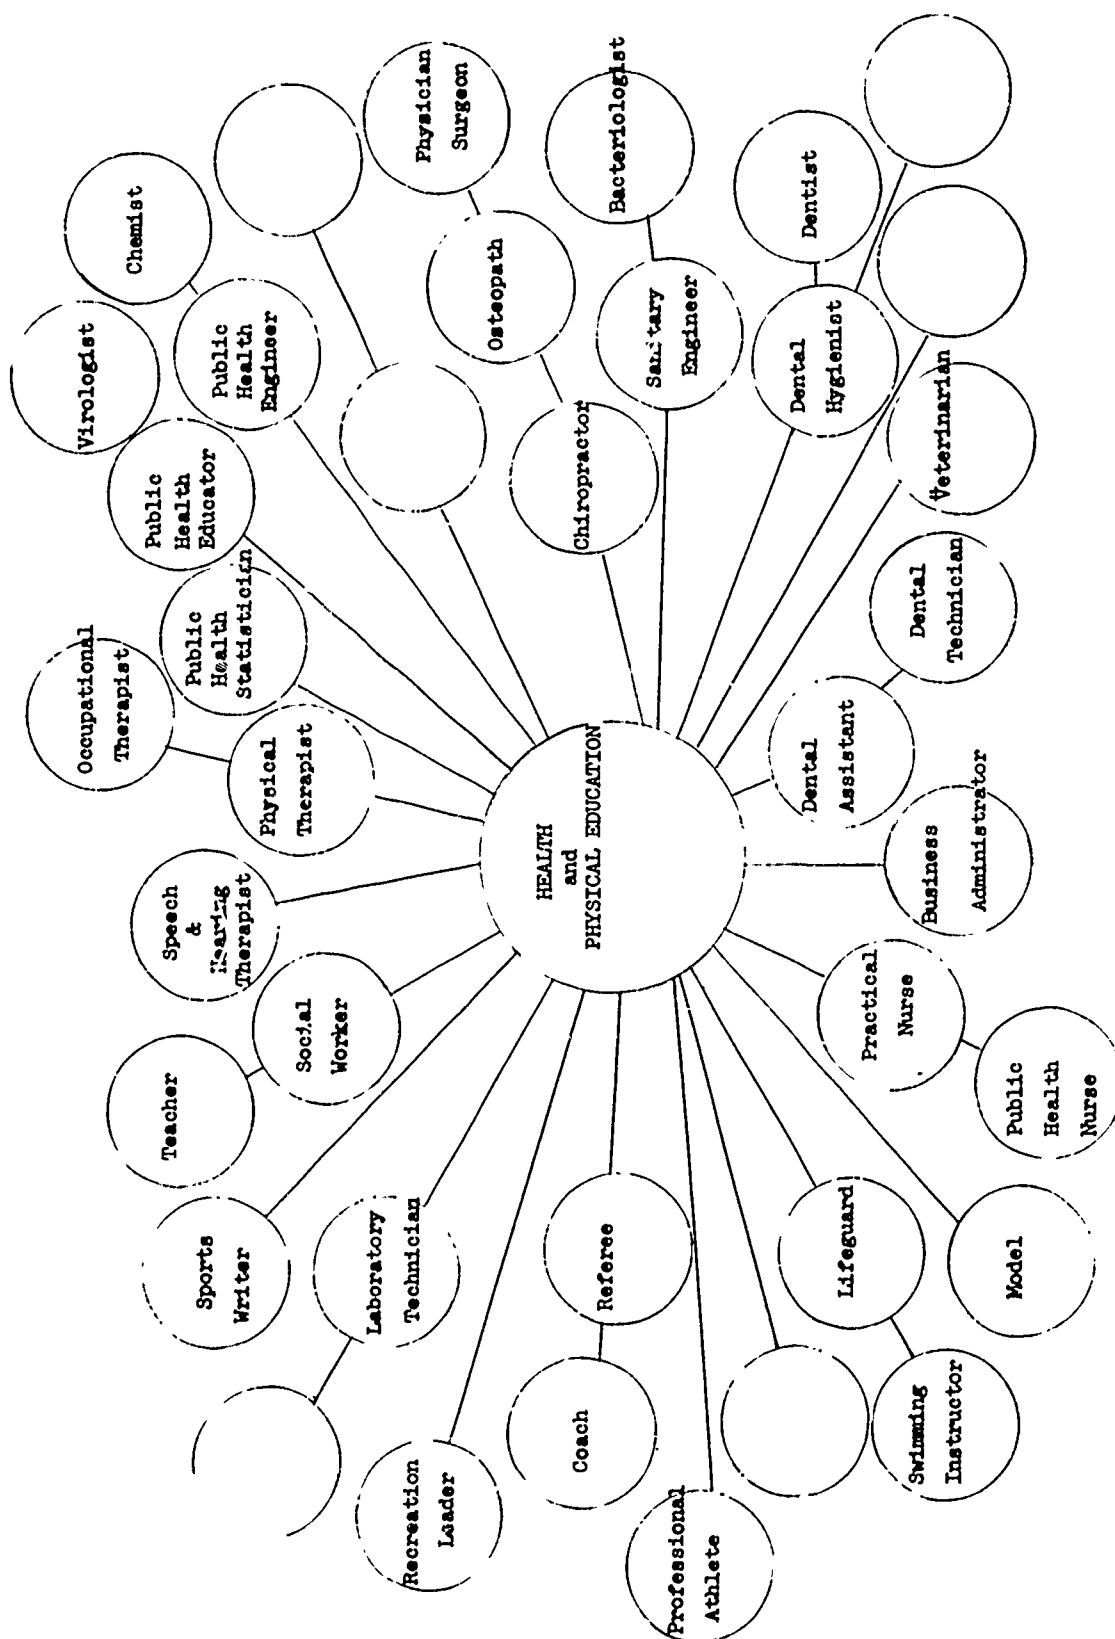 Virologist
Occupational
Therapist
Chemist
Public
Health
Educator
Teacher
Speech
&
Hearing
Therapist
Public
Health
Statistician
Public
Health
Engineer
Sports
Writer
Social
Worker
Physical
Therapist
Laboratory
Technician
Recreation
Leader
Physician
Surgeon
Osteopath
HEALTH
and
PHYSICAL EDUCATION
Coach
Referee
Chiropractor
Bacteriologist
Sanitary
Engineer
Professional
Athlete
Dental
Hygienist
Dentist
Lifeguard
Practical
Nurse
Dental
Assistant
Swimming
Instructor
Model
Business
Administrator
Dental
Technician
Veterinarian
Public
Health
Nurse